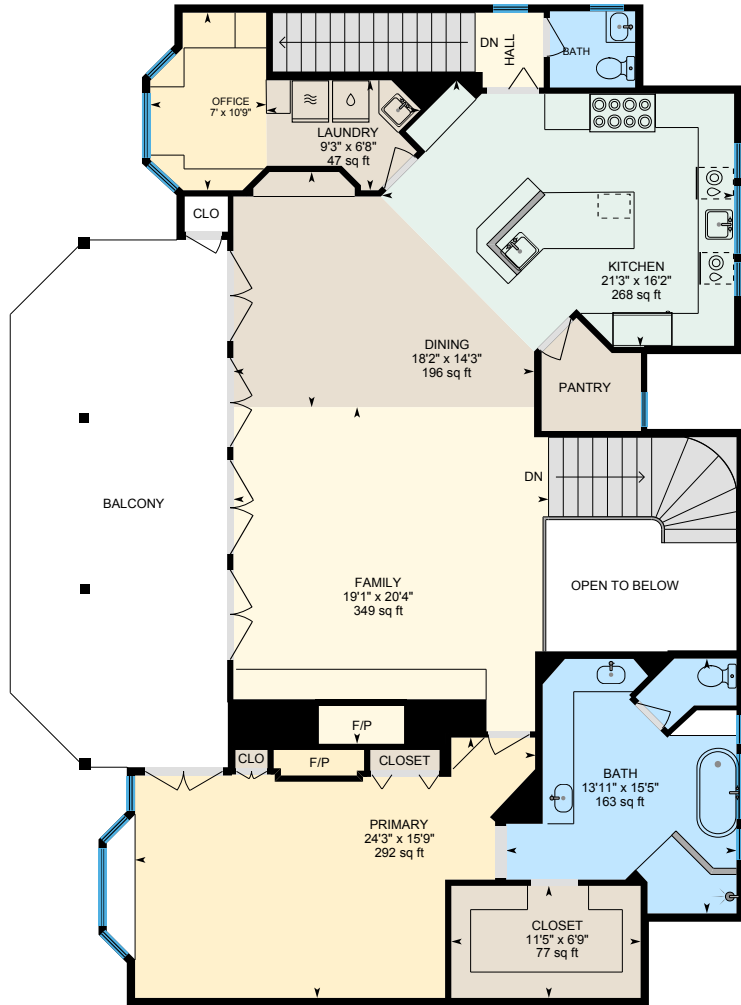 DN
HALL
BATH
OFFICE
7' x 10'9"
LAUNDRY
9'3" x 6'8"
47 sq ft
CLO
KITCHEN
21'3" x 16'2"
268 sq ft
DINING
18'2" x 14'3"
196 sq ft
PANTRY
DN
BALCONY
FAMILY
19'1" x 20'4"
349 sq ft
OPEN TO BELOW
F/P
CLO
F/P
CLOSET
BATH
13'11" x 15'5"
163 sq ft
PRIMARY
24'3" x 15'9"
292 sq ft
CLOSET
11'5" x 6'9"
77 sq ft